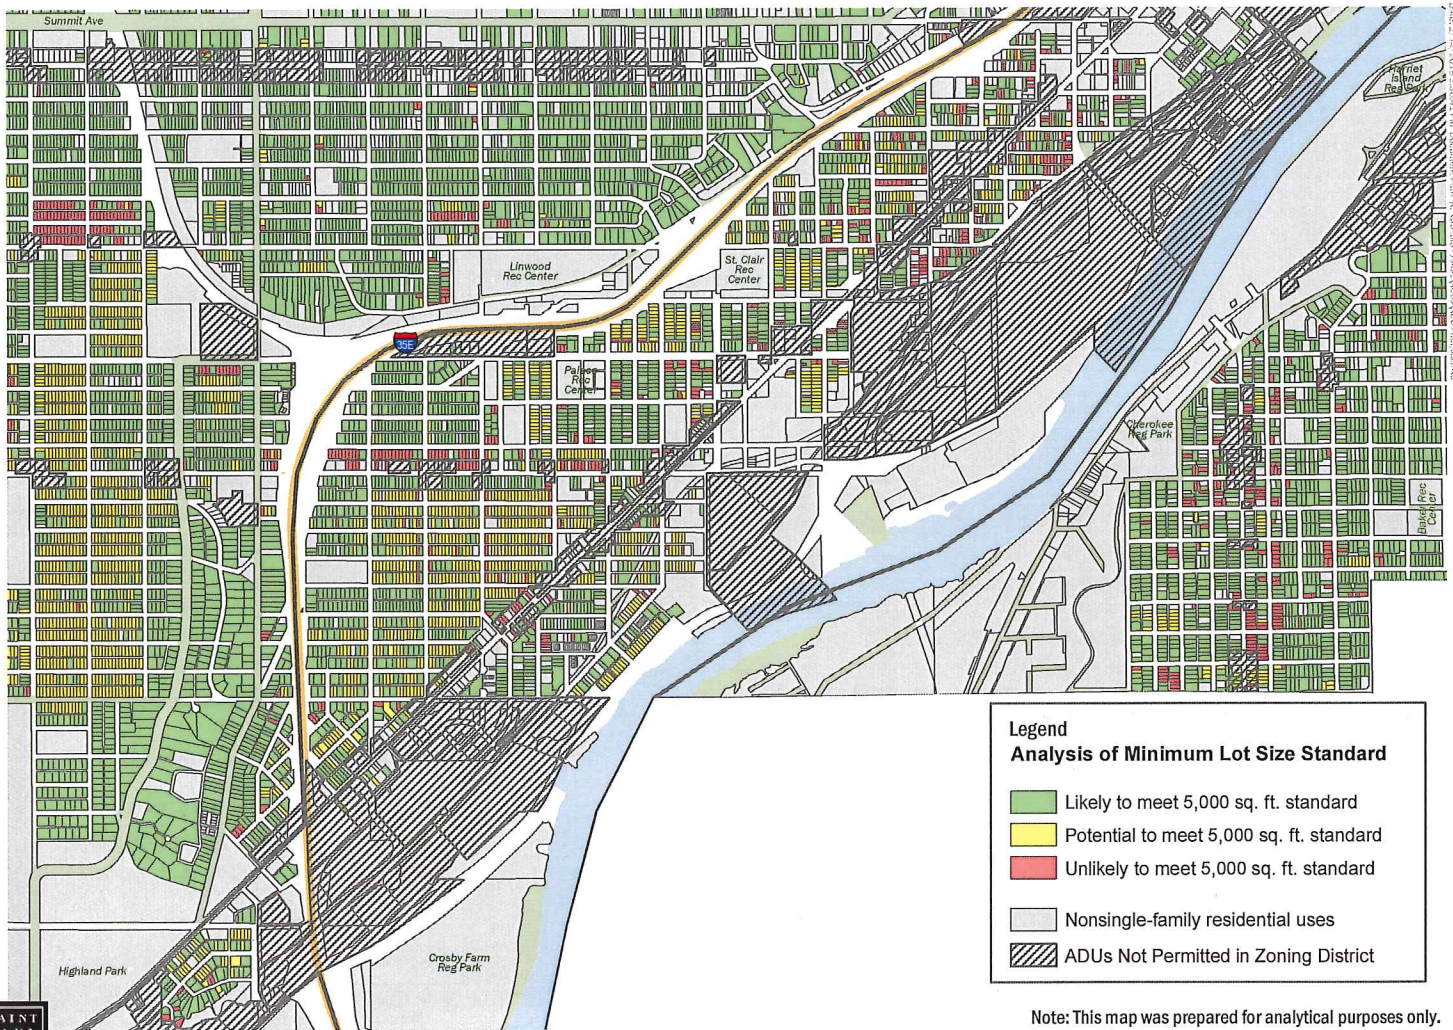 Summit Ave
Harriet
Island
Reg Park
Linwood
Rec Center
St. Clair
Rec
Center
35E
Palace
Rec
Center
Cherokee
Reg Park
Baker Rec
Center
Legend
Analysis of Minimum Lot Size Standard
Likely to meet 5,000 sq. ft. standard
Potential to meet 5,000 sq. ft. standard
Unlikely to meet 5,000 sq. ft. standard
Nonsingle-family residential uses
ADUs Not Permitted in Zoning District
Highland Park
Crosby Farm
Reg Park
AINT
Note: This map was prepared for analytical purposes only.